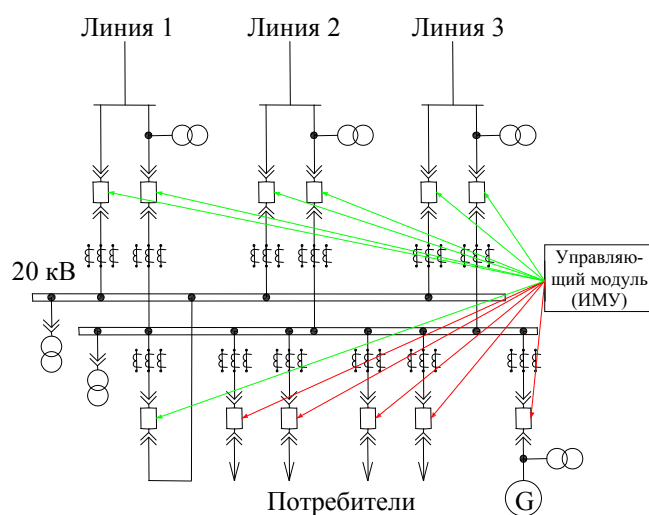 Линия 1
Линия 2
Линия 3
20 кВ
Управляю-
щий модуль
(ИМУ)
Потребители
G